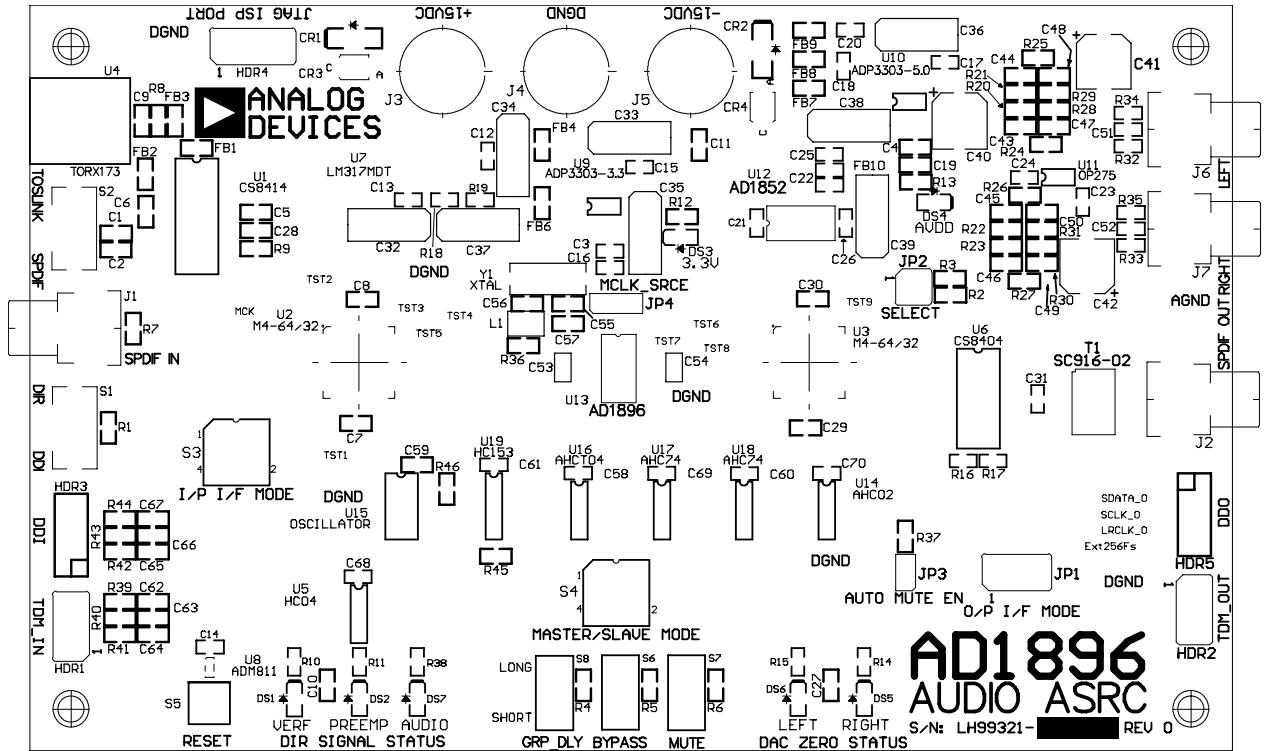 JTAG ISP PORT
+15VDC
DGND
-15VDC
DGND
CR1
HDR4
1
CR3
C
A
J3
J4
J5
C34
C33
CR2
A
CR4
C
FB9
FB8
FB7
C20
C18
U10
ADP3303-5.0
C36
C17
C38
R25
C48
C44
R21
R20
C43
R29
R28
C47
R24
C41
R34
C51
R32
J6
LEFT
U4
TORX173
TOSLINK
R8
C9
FB3
ANALOG
DEVICES
FB1
FB2
C6
U1
CS8414
C5
C28
R9
S2
C1
C2
SPDIF
U7
LM317MDT
C13
R19
C12
FB4
FB6
U9
ADP3303-3.3
C15
C11
C32
R18
C37
DGND
C35
R12
DS3
3.3V
C3
C16
MCLK_SRCE
JP4
U12
AD1852
C25
C22
C21
C26
FB10
C39
C4
C19
R13
C40
DS4
AVDD
JP2
R3
R2
SELECT
C24
U11
OP275
C23
R26
C45
R22
R23
C46
R27
C50
R31
R30
C49
C42
R35
C52
R33
J7
RIGHT
AGND
SPDIF OUT
J1
R7
SPDIF IN
MCK
U2
M4-64/32
TST2
C8
TST3
TST4
TST5
C7
TST1
Y1
XTAL
C56
L1
R36
C55
C57
C53
C54
U13
AD1896
TST6
TST7
TST8
DGND
C30
TST9
U3
M4-64/32
C29
U6
CS8404
C31
T1
SC916-02
J2
R16
R17
DIR
S1
R1
DDI
S3
1
4
2
I/P I/F MODE
DGND
U15
OSCILLATOR
C59
R46
U19
HC153
C61
R45
U16
AHCT04
C58
U17
AHC74
C69
U18
AHC74
C60
C70
U14
AHC02
DGND
HDR3
DDI
R44
C67
R43
C66
R42
C65
R39
C62
R40
C63
R41
C64
TDM_IN
HDR1
1
U5
HC04
C68
S4
1
4
2
MASTER/SLAVE MODE
R37
JP3
AUTO MUTE EN
JP1
1
O/P I/F MODE
SDATA_O
SCLK_O
LRCLK_O
Ext256Fs
DGND
DDO
HDR5
1
TDM_OUT
HDR2
C14
U8
ADM811
S5
RESET
R10
C10
R11
R38
DS1
DS2
DS7
VERF
PREEMP
AUDIO
DIR SIGNAL STATUS
LONG
SHORT
S8
R4
S6
R5
S7
R6
GRP_DLY
BYPASS
MUTE
R15
C27
R14
DS6
DS5
LEFT
RIGHT
DAC ZERO STATUS
AD1896
AUDIO ASRC
S/N: LH99321-
REV 0